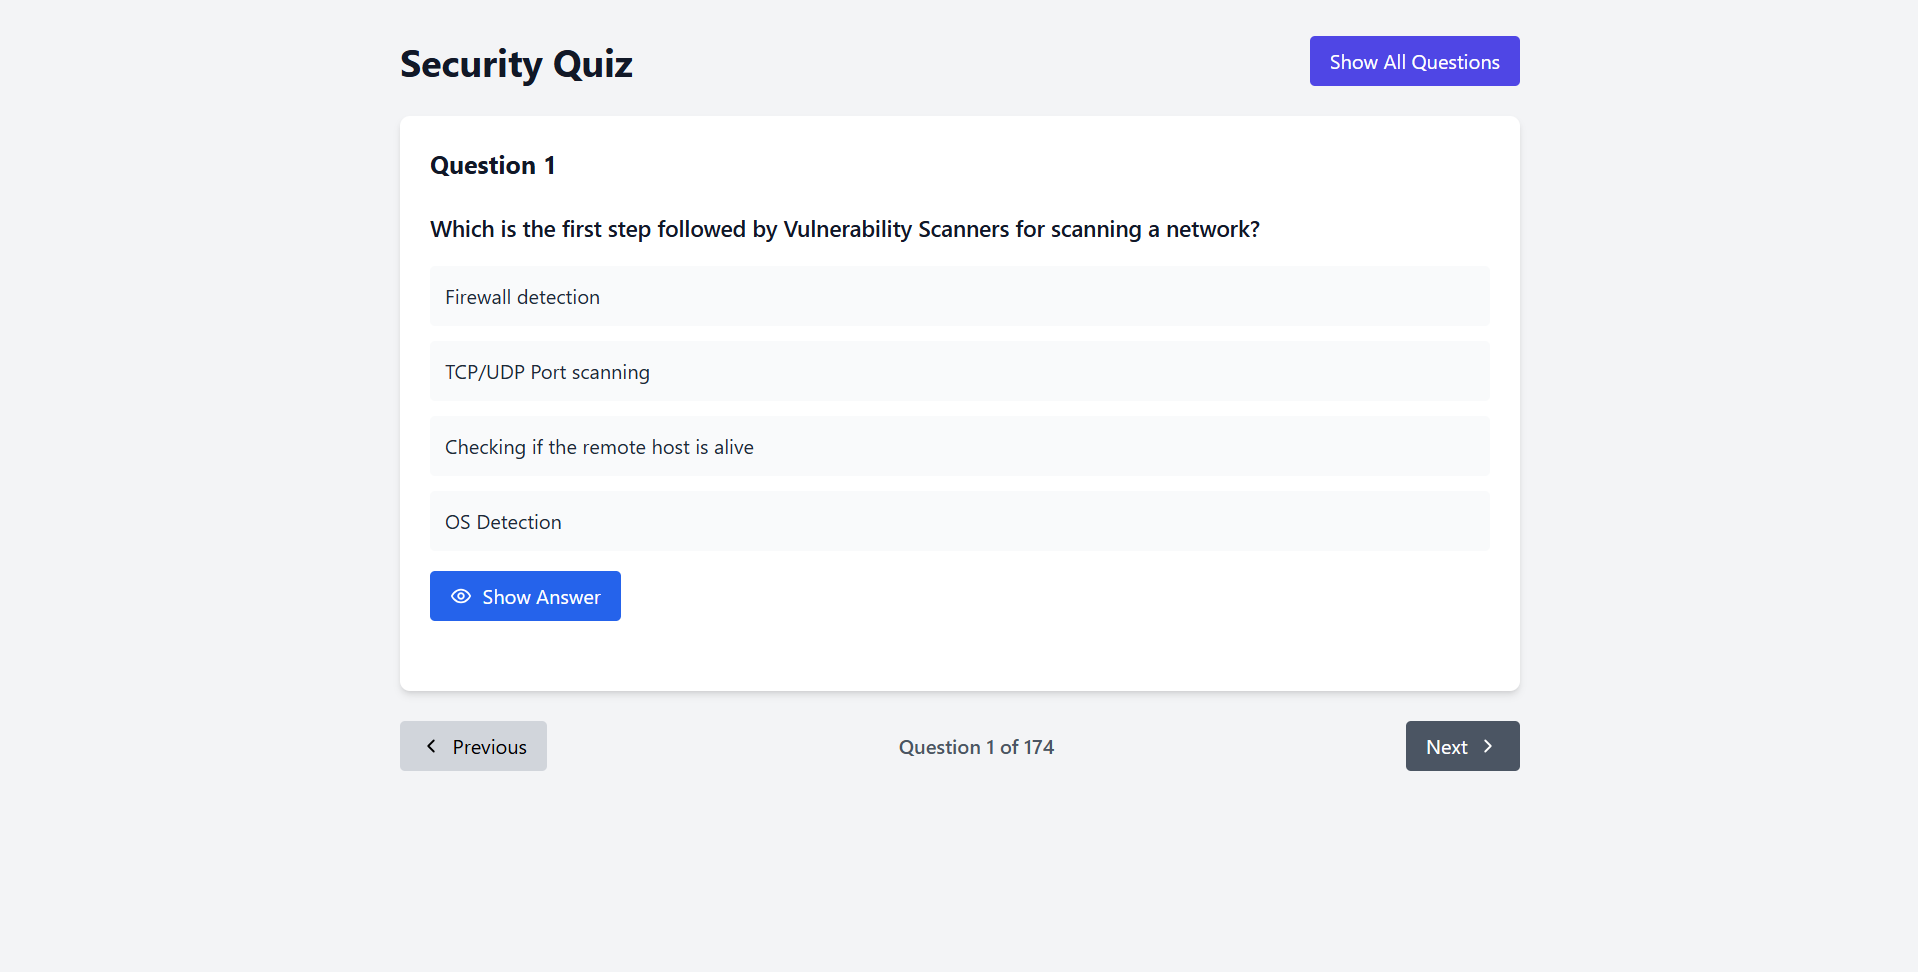 Security Quiz
Show All Questions
Question 1
Which is the first step followed by Vulnerability Scanners for scanning a network?
Firewall detection
TCP/UDP Port scanning
Checking if the remote host is alive
OS Detection
Show Answer
Previous
Question 1 of 174
Next